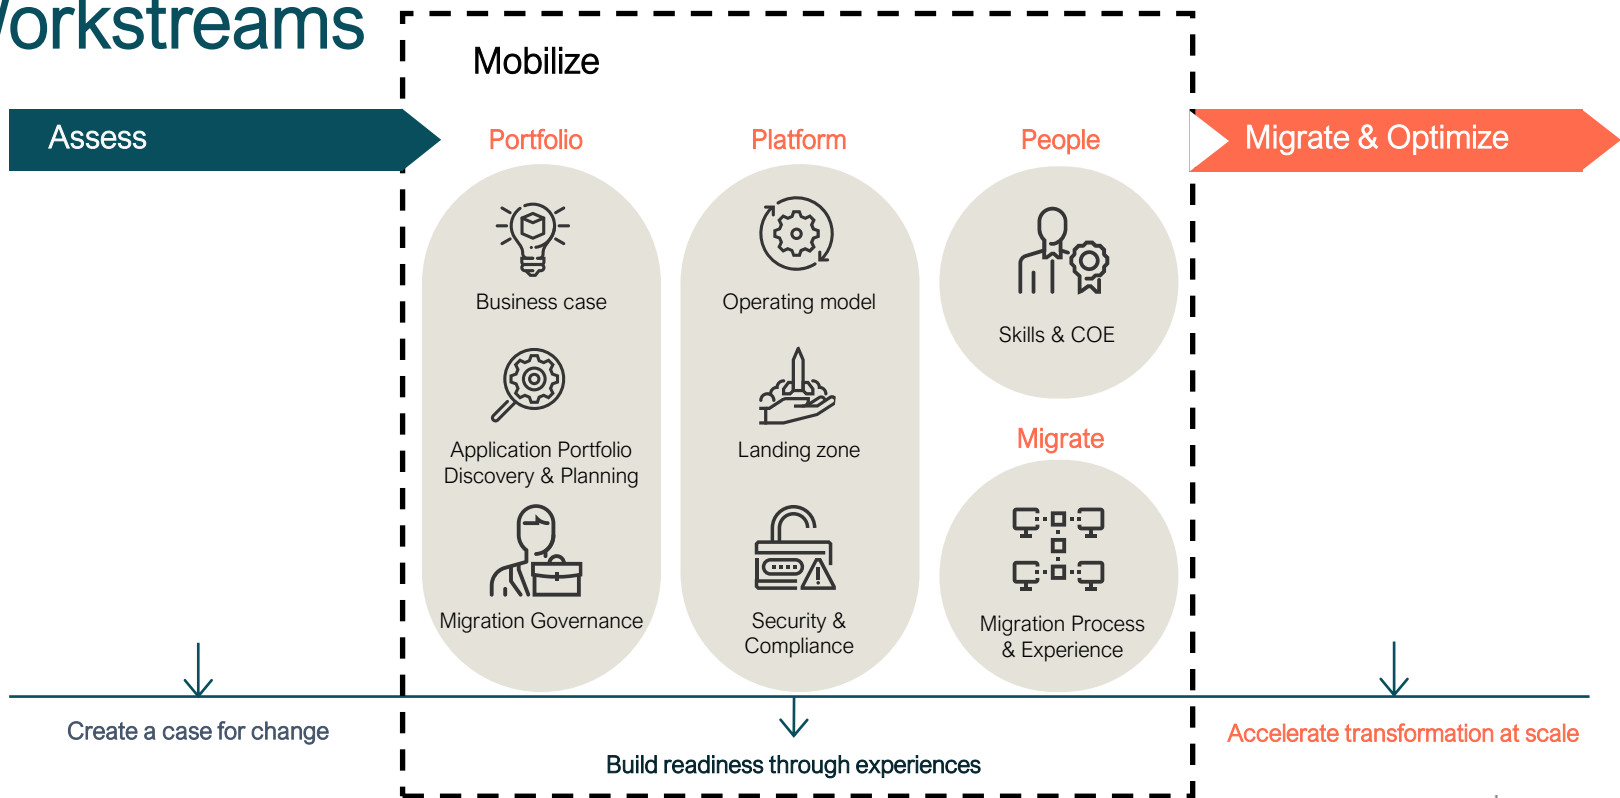 Workstreams
Mobilize
Assess
Portfolio
Platform
People
Migrate & Optimize
Business case
Operating model
Skills & COE
Application Portfolio
Discovery & Planning
Landing zone
Migrate
Migration Governance
Security &
Compliance
Migration Process
& Experience
Create a case for change
Build readiness through experiences
Accelerate transformation at scale